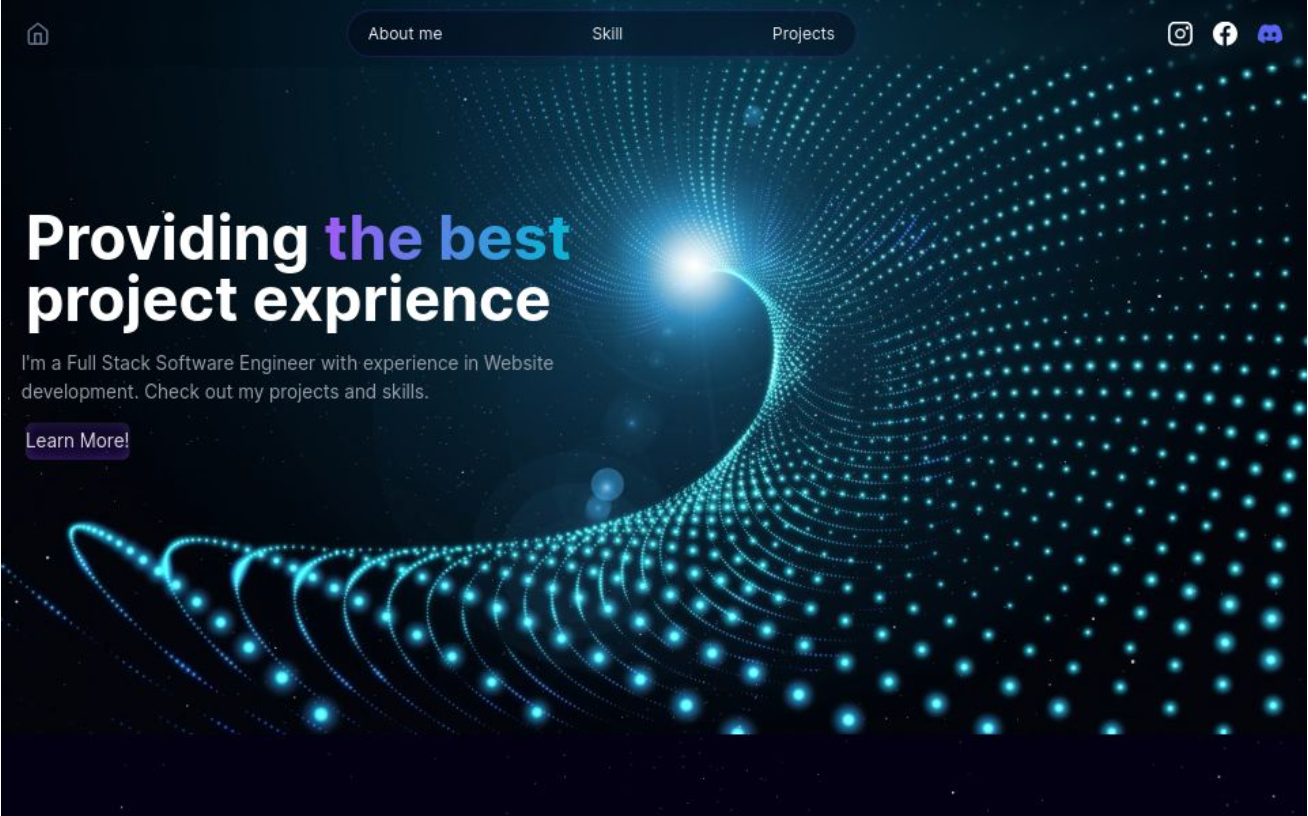 About me
Skill
Projects
Providing the best
project exprience
I'm a Full Stack Software Engineer with experience in Website
development. Check out my projects and skills.
Learn More!